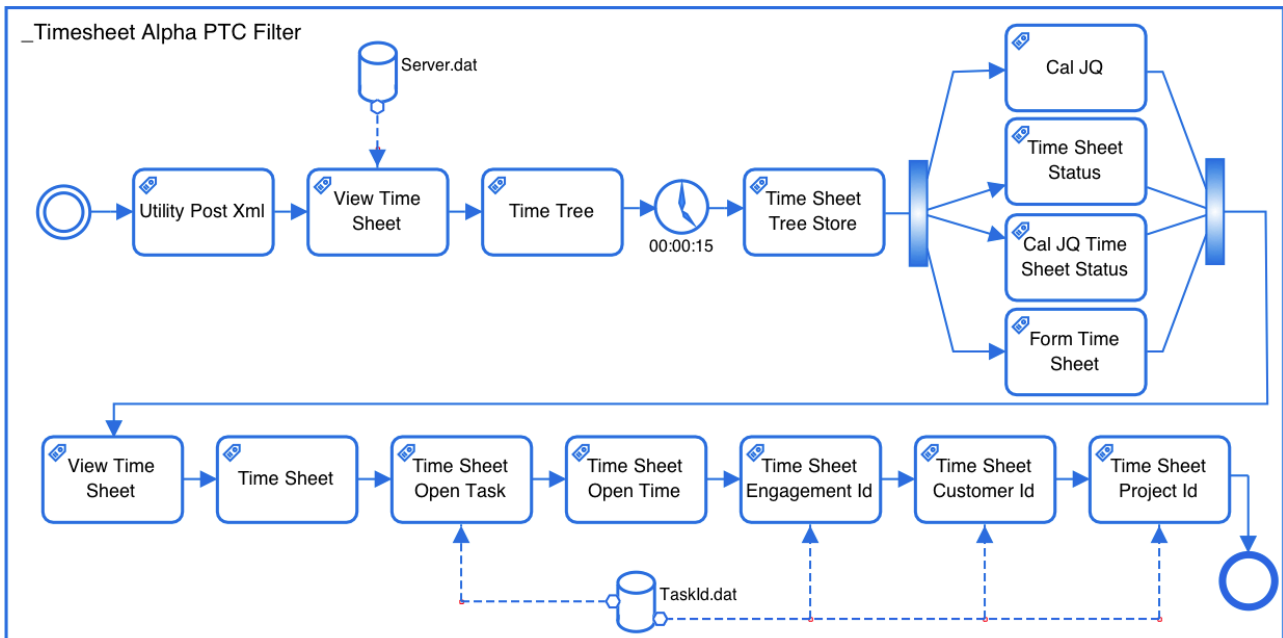 _Timesheet Alpha PTC Filter
Server.dat
Cal JQ
Time Sheet
Status
Utility Post Xml
View Time
Sheet
Time Tree
00:00:15
Time Sheet
Tree Store
Cal JQ Time
Sheet Status
Form Time
Sheet
View Time
Sheet
Time Sheet
Time Sheet
Open Task
Time Sheet
Open Time
Time Sheet
Engagement Id
Time Sheet
Customer Id
Time Sheet
Project Id
TaskId.dat